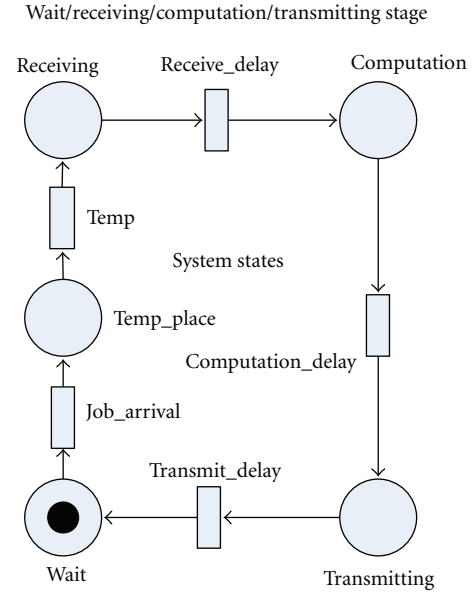 Wait/receiving/computation/transmitting stage
Receiving
Receive_delay
Computation
Temp
System states
Temp_place
Computation_delay
Job_arrival
Transmit_delay
Wait
Transmitting